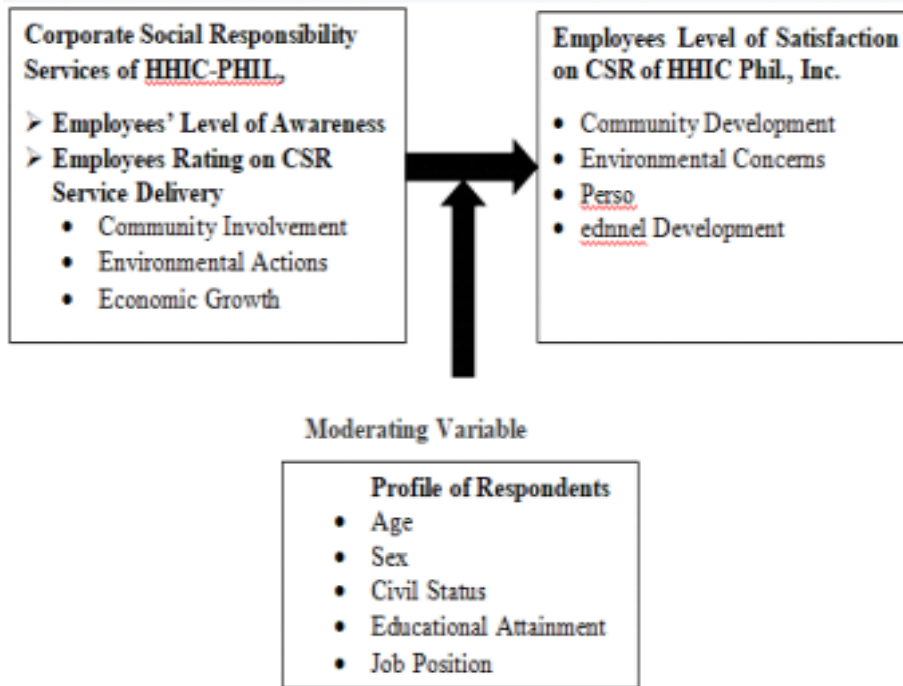 Corporate Social Responsibility
Services of HHIC-PHIL,
➢ Employees' Level of Awareness
➢ Employees Rating on CSR
Service Delivery
• Community Involvement
• Environmental Actions
• Economic Growth
Employees Level of Satisfaction
on CSR of HHIC Phil., Inc.
• Community Development
• Environmental Concerns
• Perso
• ednnel Development
Moderating Variable
Profile of Respondents
• Age
• Sex
• Civil Status
• Educational Attainment
• Job Position